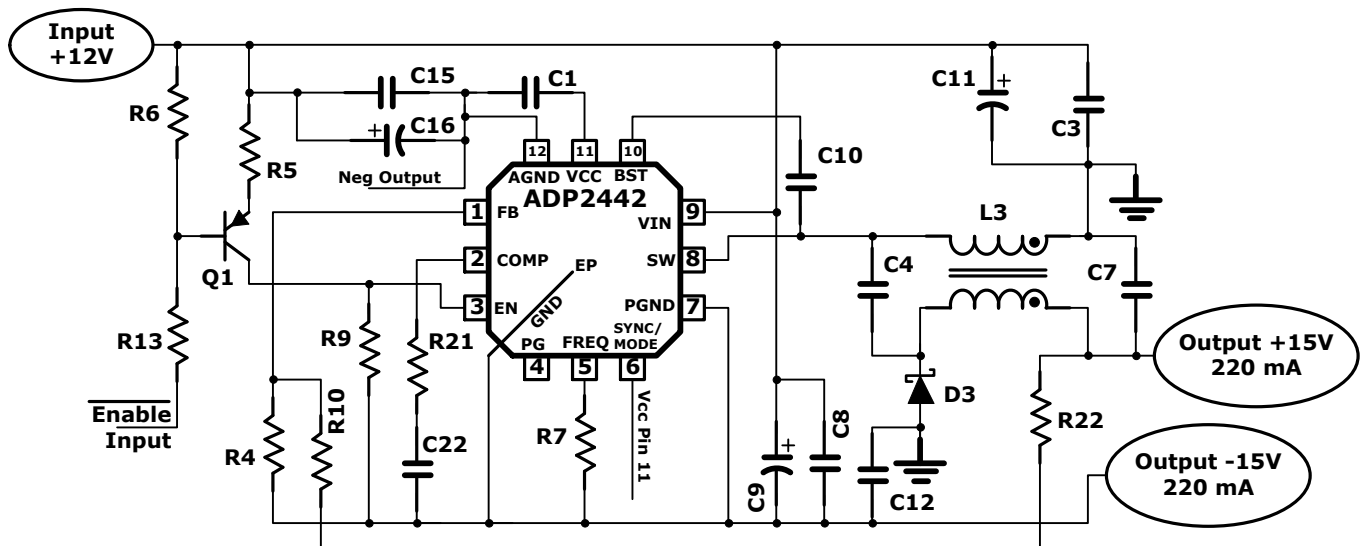 Input
+12V
R6
C15
C1
C16
R5
Neg Output
12
11
10
AGND VCC BST
ADP2442
C10
C11 +
C3
1 FB
VIN 9
L3
Q1
2 COMP
EP
SW 8
C4
C7
3 EN
GND
PGND 7
R13
R9
R21
PG FREQ SYNC/
MODE
4 5 6
Output +15V
220 mA
Enable
Input
R10
D3
R22
R4
C22
R7
Vcc Pin 11
C9 +
C8
C12
Output -15V
220 mA